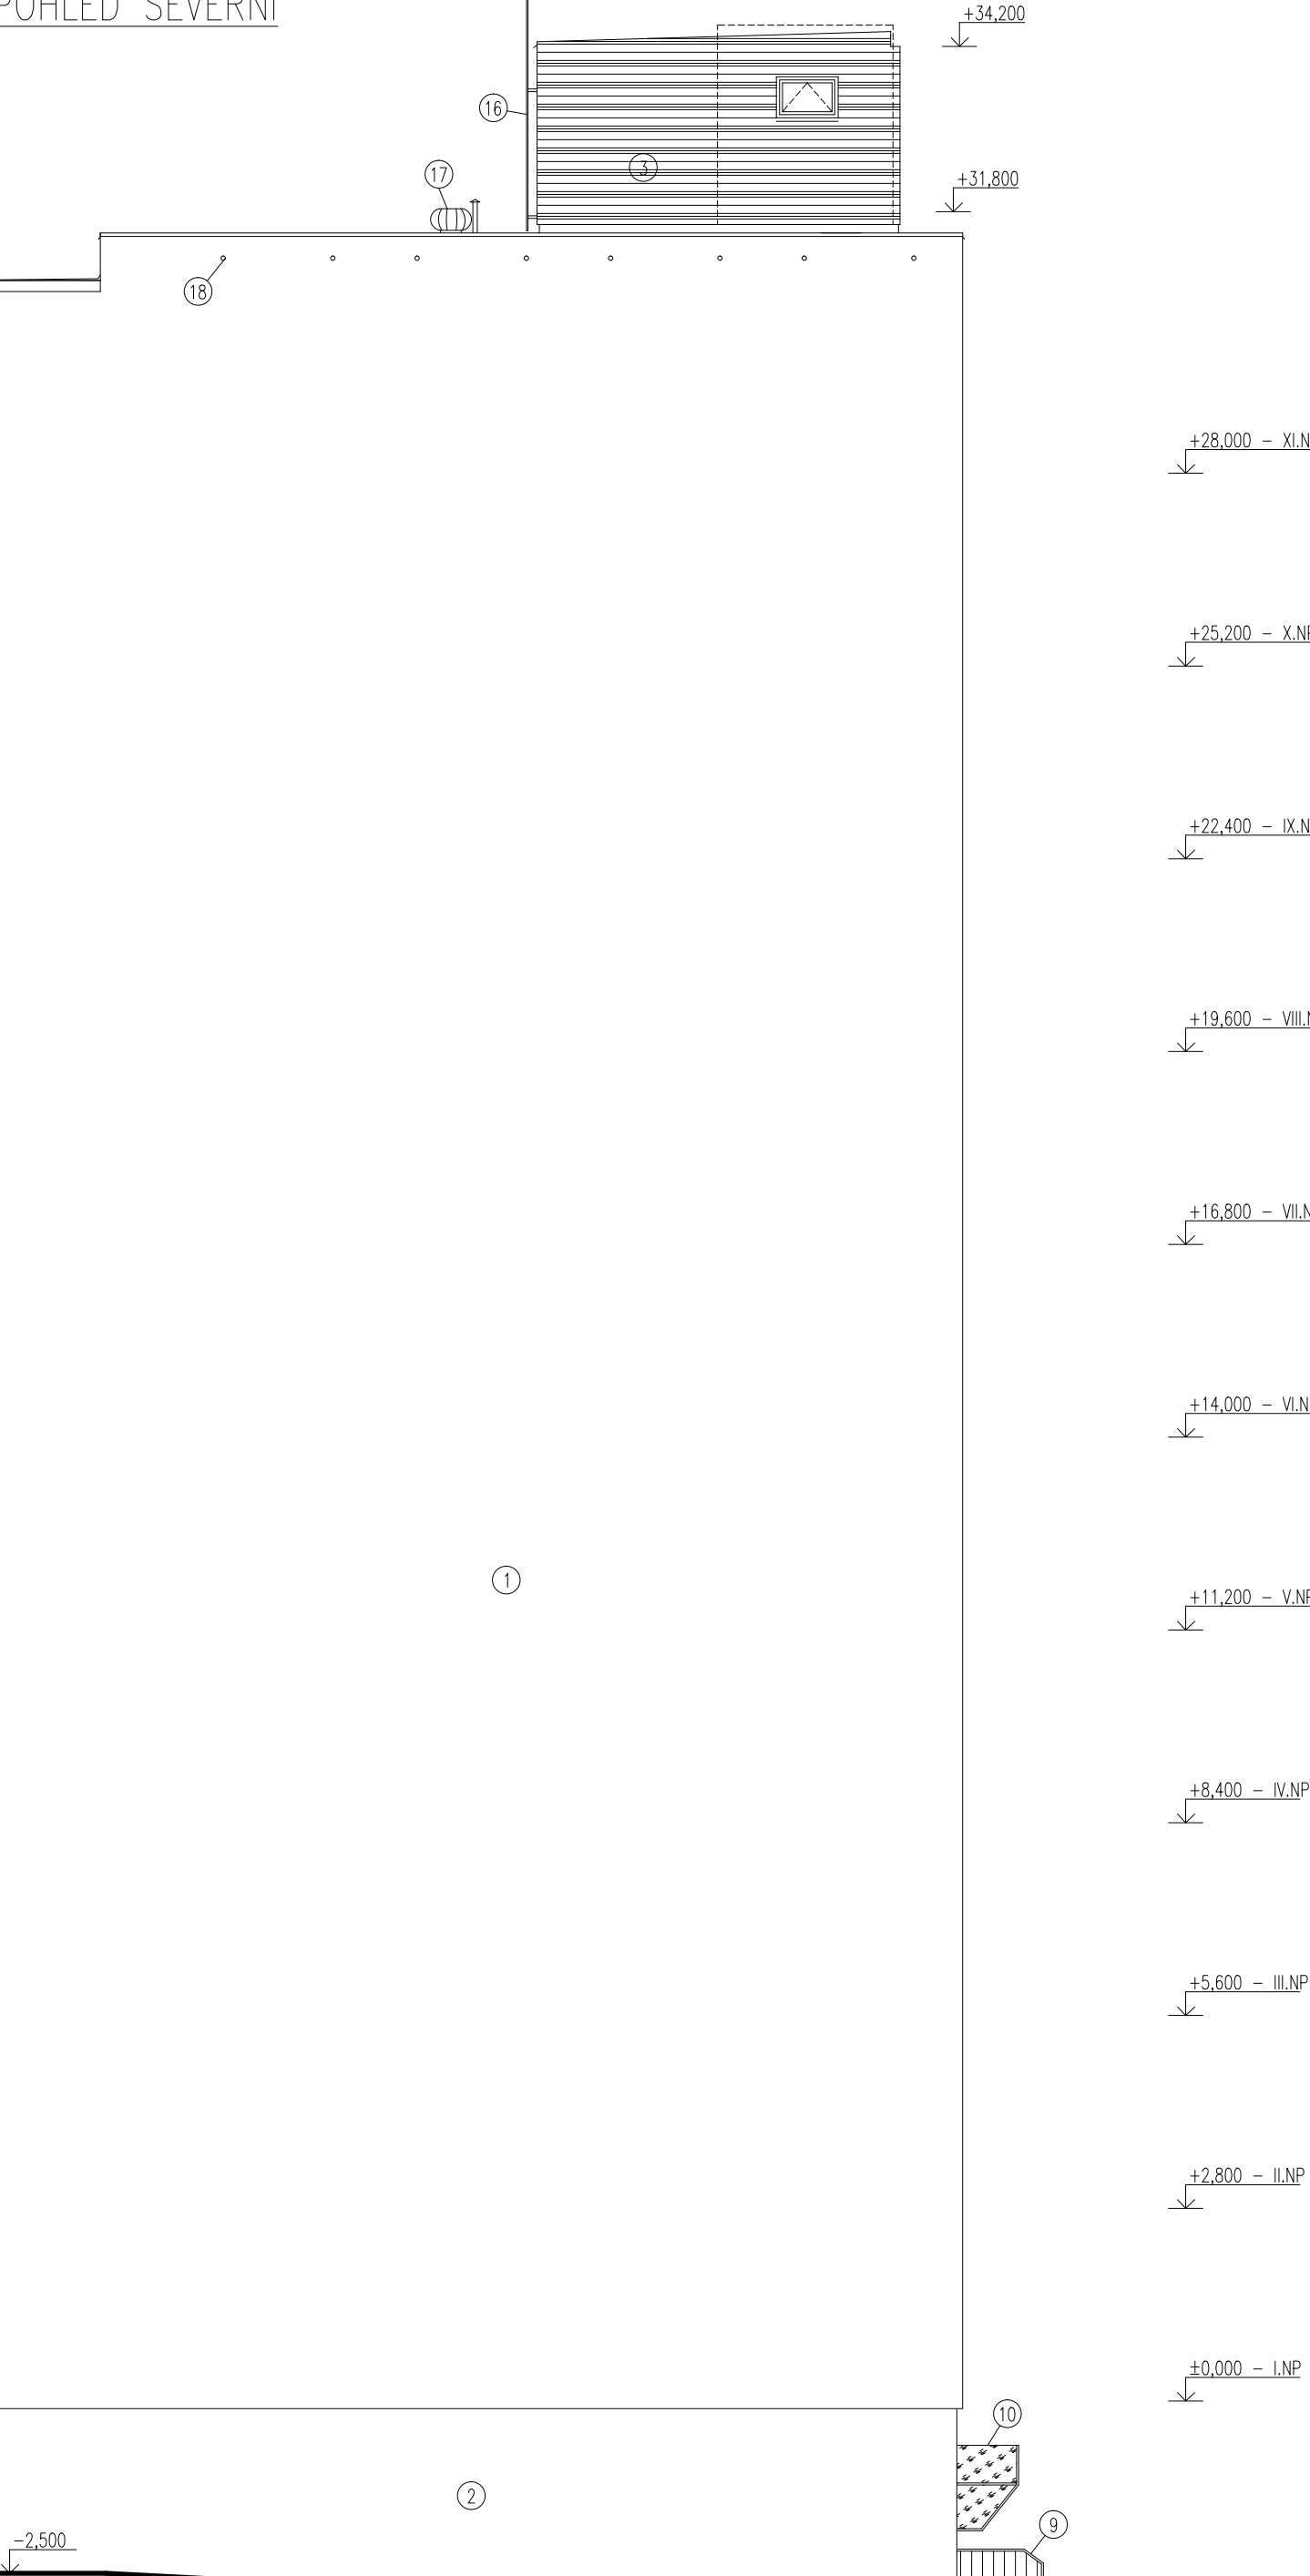 POHLED SEVERNÍ
+34,200
16
3
17
+31,800
18
+28,000 – XI.N
+25,200 – X.NP
+22,400 – IX.N
+19,600 – VIII.N
+16,800 – VII.N
+14,000 – VI.N
1
+11,200 – V.NP
+8,400 – IV.NP
+5,600 – III.NP
+2,800 – II.NP
±0,000 – I.NP
10
2
9
-2,500